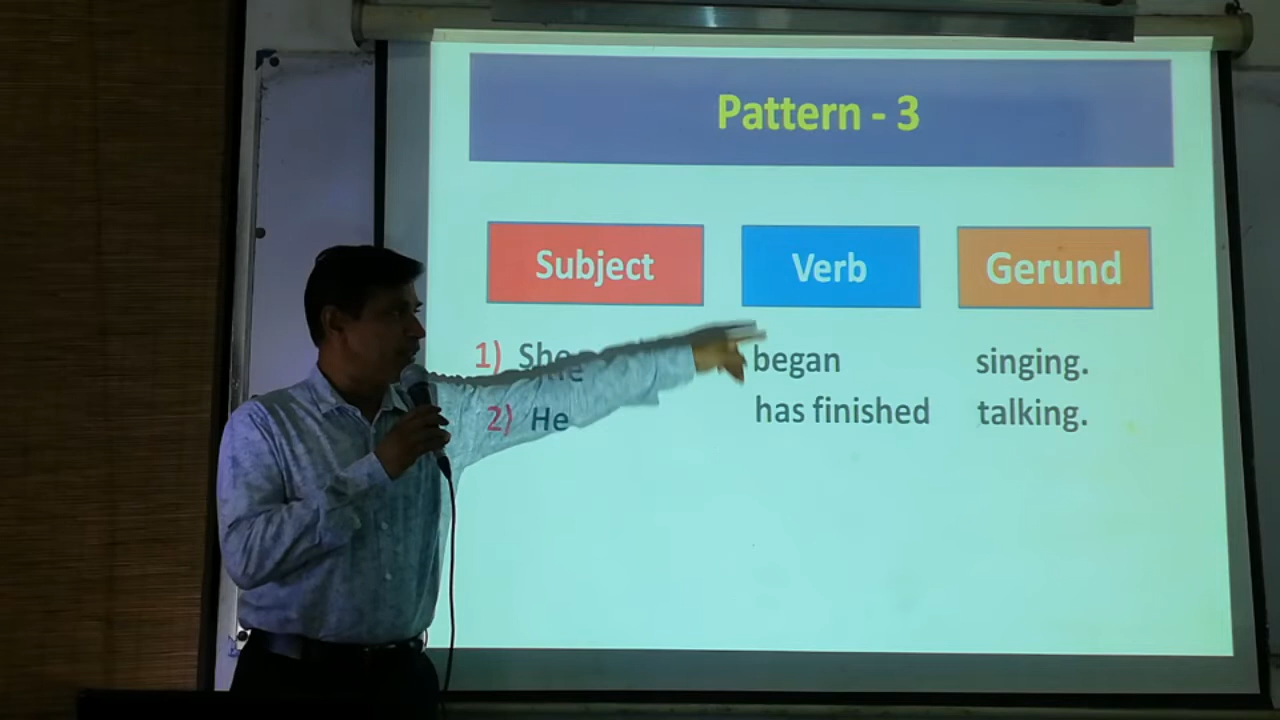 Pattern - 3
Subject Verb Gerund
1) She began singing.
2) He has finished talking.